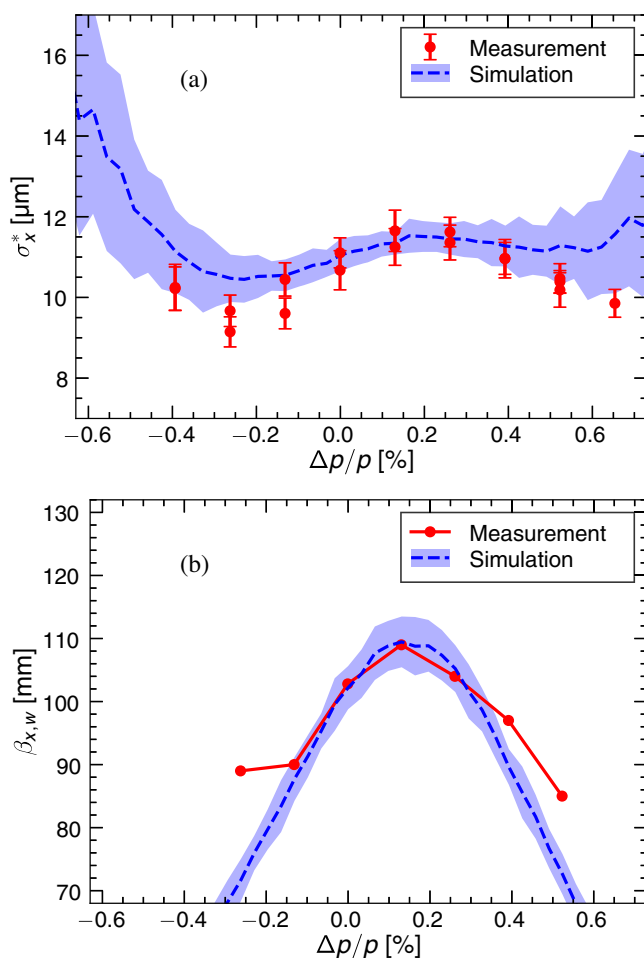 16
14
12
10
8
σ*x [µm]
(a)
Measurement
Simulation
−0.6 −0.4 −0.2 0.0 0.2 0.4 0.6
Δp/p [%]
130
120
110
100
90
80
70
βx,w [mm]
(b)
Measurement
Simulation
−0.6 −0.4 −0.2 0.0 0.2 0.4 0.6
Δp/p [%]